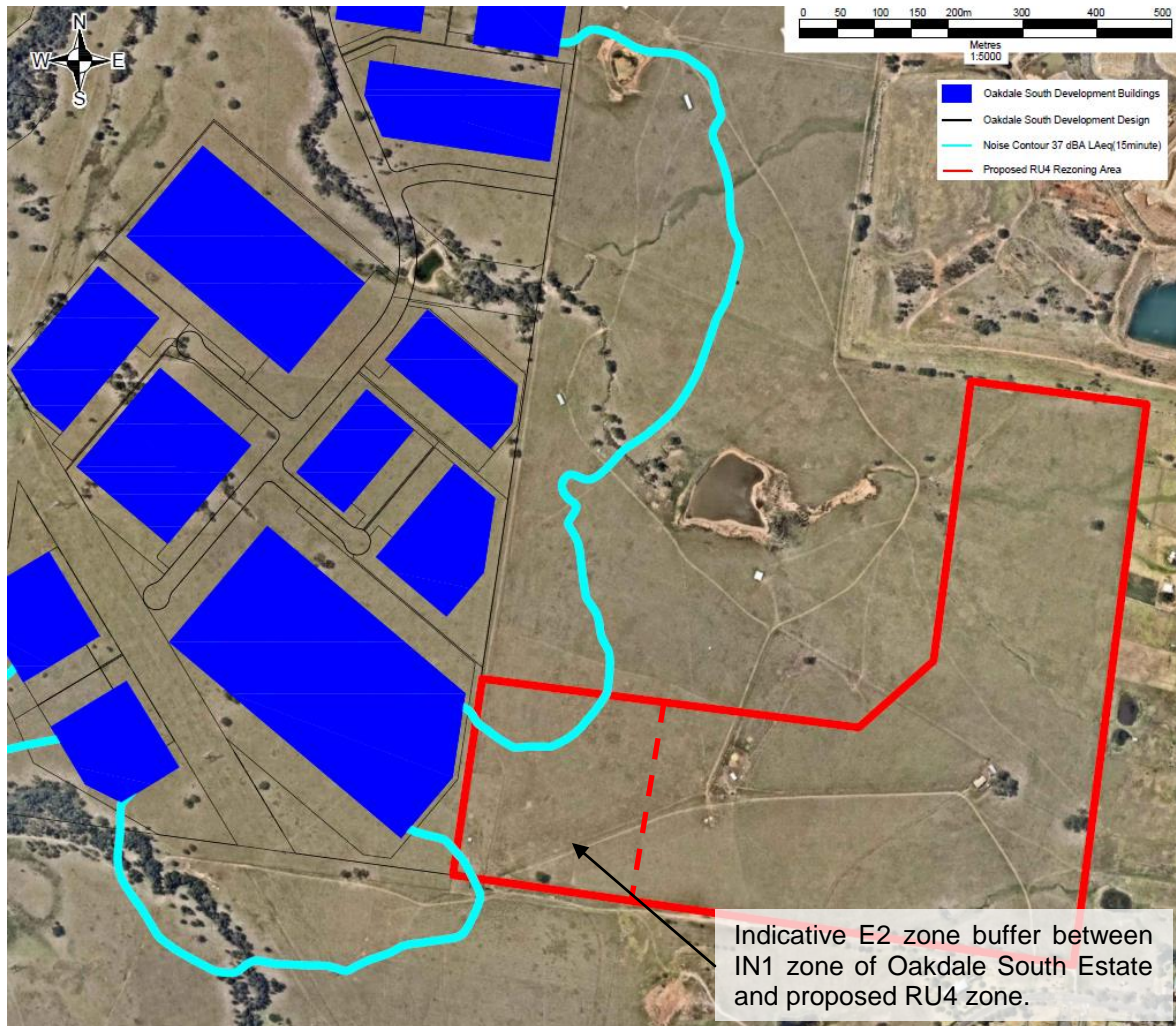 N
W E
S
0 50 100 150 200m 300 400 500
Metres
1:5000
Oakdale South Development Buildings
Oakdale South Development Design
Noise Contour 37 dBA LAeq(15minute)
Proposed RU4 Rezoning Area
Indicative E2 zone buffer between
IN1 zone of Oakdale South Estate
and proposed RU4 zone.